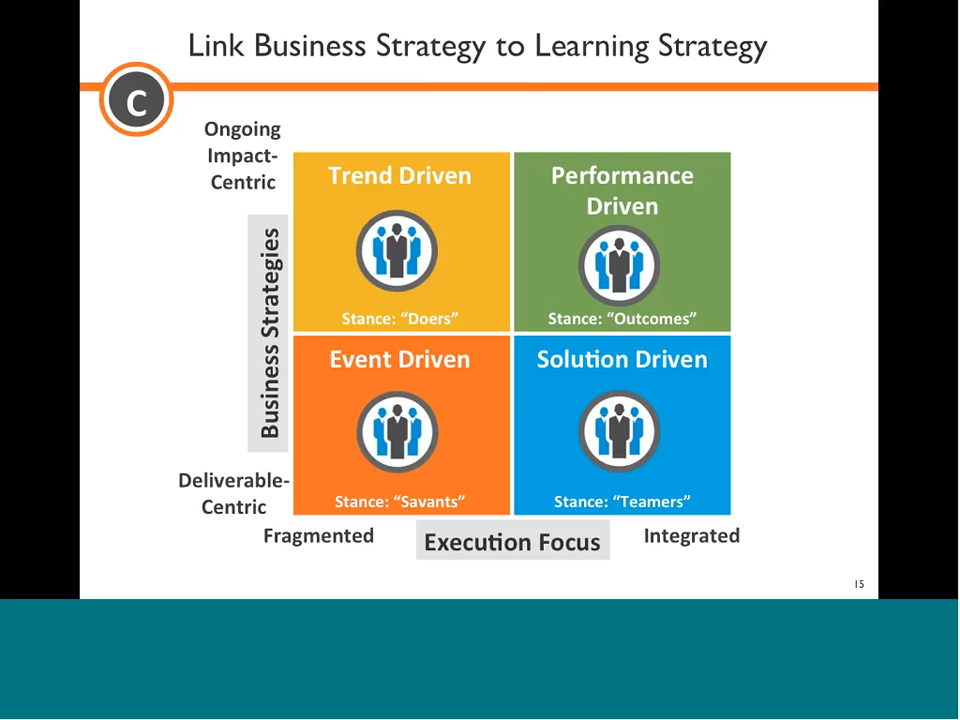 Link Business Strategy to Learning Strategy
C
Ongoing
Impact-
Centric
Trend Driven
Stance: “Doers”
Performance
Driven
Stance: “Outcomes”
Business Strategies
Event Driven
Stance: “Savants”
Solution Driven
Stance: “Teamers”
Deliverable-
Centric
Fragmented
Execution Focus
Integrated
15